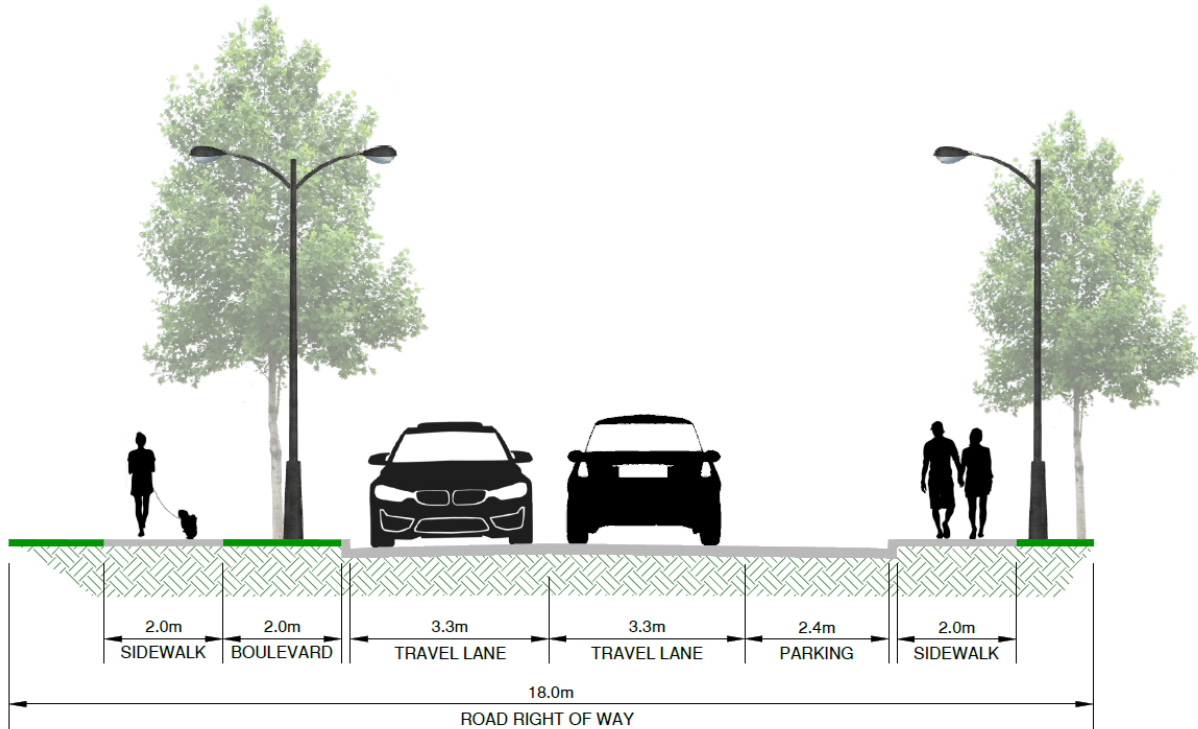 2.0m
SIDEWALK
2.0m
BOULEVARD
3.3m
TRAVEL LANE
3.3m
TRAVEL LANE
2.4m
PARKING
2.0m
SIDEWALK
18.0m
ROAD RIGHT OF WAY